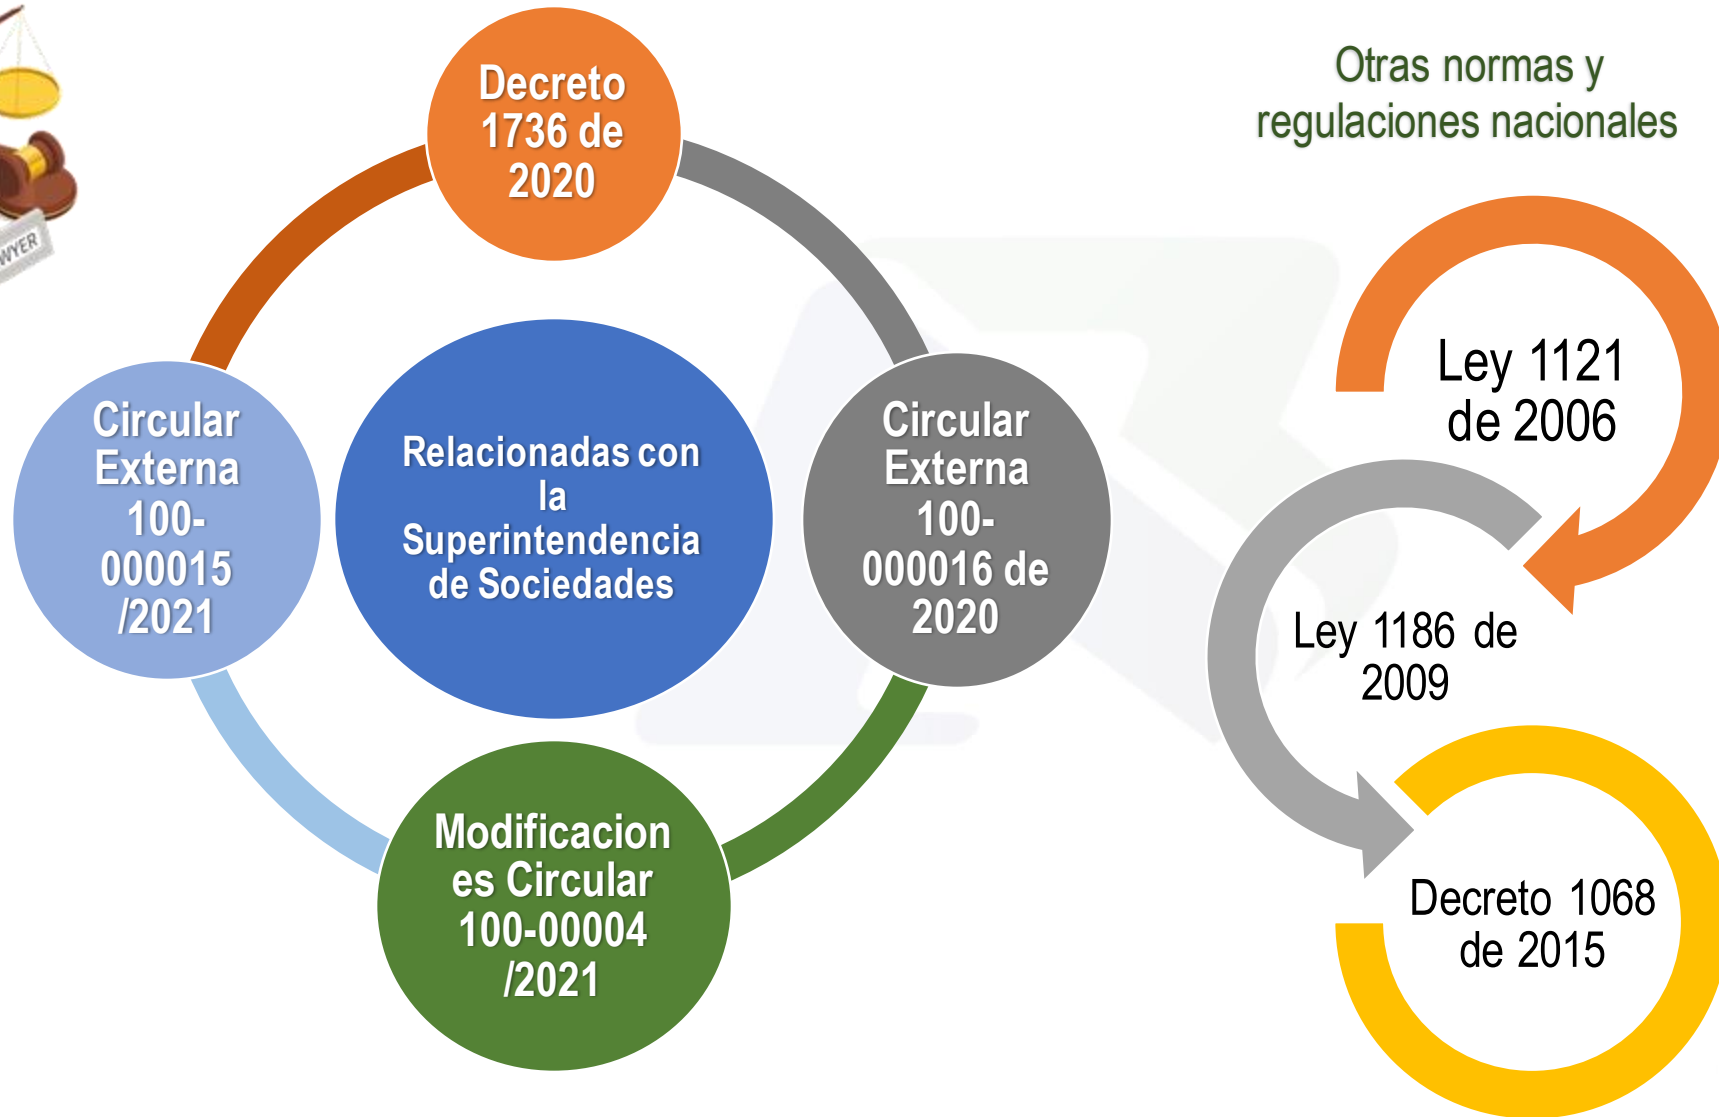 WYER
Decreto
1736 de
2020
Circular
Externa
100-
000016 de
2020
Modificacion
es Circular
100-00004
/2021
Circular
Externa
100-
000015
/2021
Relacionadas con
la
Superintendencia
de Sociedades
Otras normas y
regulaciones nacionales
Ley 1121
de 2006
Ley 1186 de
2009
Decreto 1068
de 2015